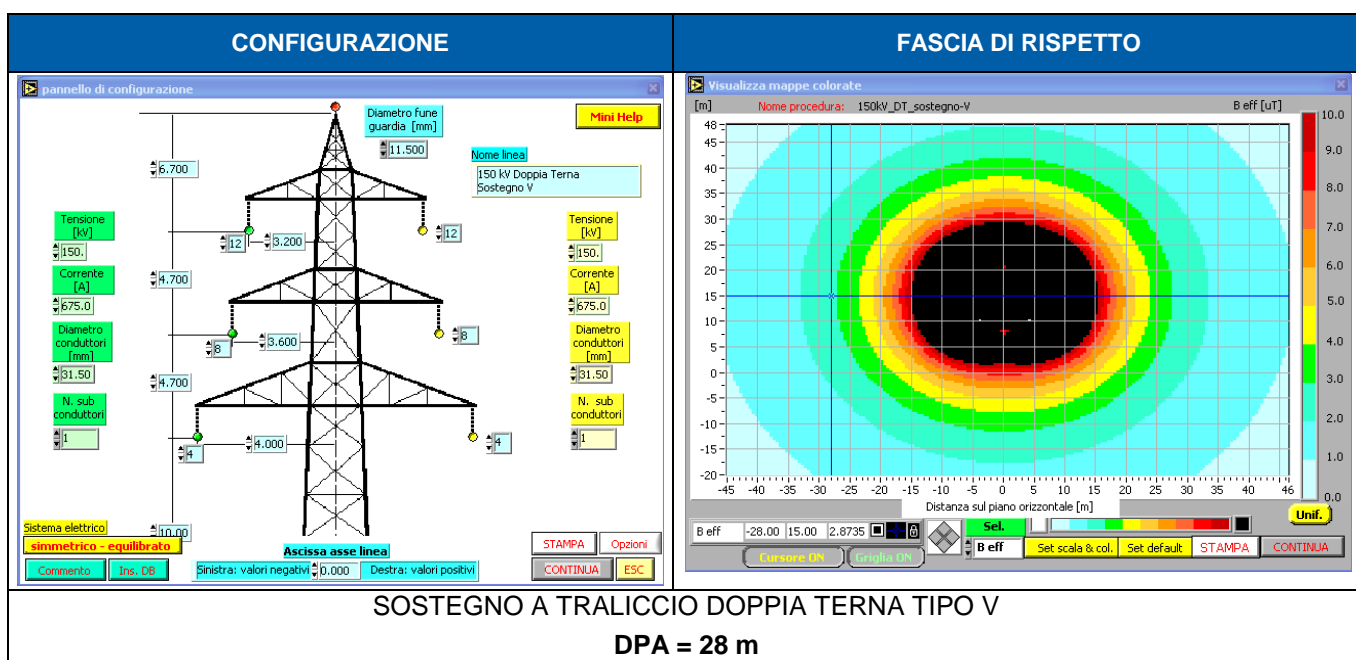 CONFIGURAZIONE
FASCIA DI RISPETTO
pannello di configurazione
Diametro fune
guardia [mm]
11.500
Mini Help
Nome linea
150 kV Doppia Terna
Sostegno V
6.700
Tensione
[kV]
150.
12
3.200
12
Tensione
[kV]
150.
Corrente
[A]
675.0
4.700
Corrente
[A]
675.0
Diametro
conduttori
[mm]
31.50
8
3.600
8
Diametro
conduttori
[mm]
31.50
4.700
N. sub
conduttori
1
4
4.000
4
N. sub
conduttori
1
10.00
Sistema elettrico
simmetrico - equilibrato
Ascissa asse linea
STAMPA
Opzioni
Commento
Ins. DB
Sinistra: valori negativi
0.000
Destra: valori positivi
CONTINUA
ESC
Visualizza mappe colorate
[m]
Nome procedura:
150kV_DT_sostegno-V
B eff [uT]
48
45
40
35
30
25
20
15
10
5
0
-5
-10
-15
-20
-45
-40
-35
-30
-25
-20
-15
-10
-5
0
5
10
15
20
25
30
35
40
46
10.0
9.0
8.0
7.0
6.0
5.0
4.0
3.0
2.0
1.0
0.0
Distanza sul piano orizzontale [m]
Unif.
B eff
-28.00
15.00
2.8735
Sel.
B eff
Set scala & col.
Set default
STAMPA
CONTINUA
Cursore ON
Griglia ON
SOSTEGNO A TRALICCIO DOPPIA TERNA TIPO V
DPA = 28 m